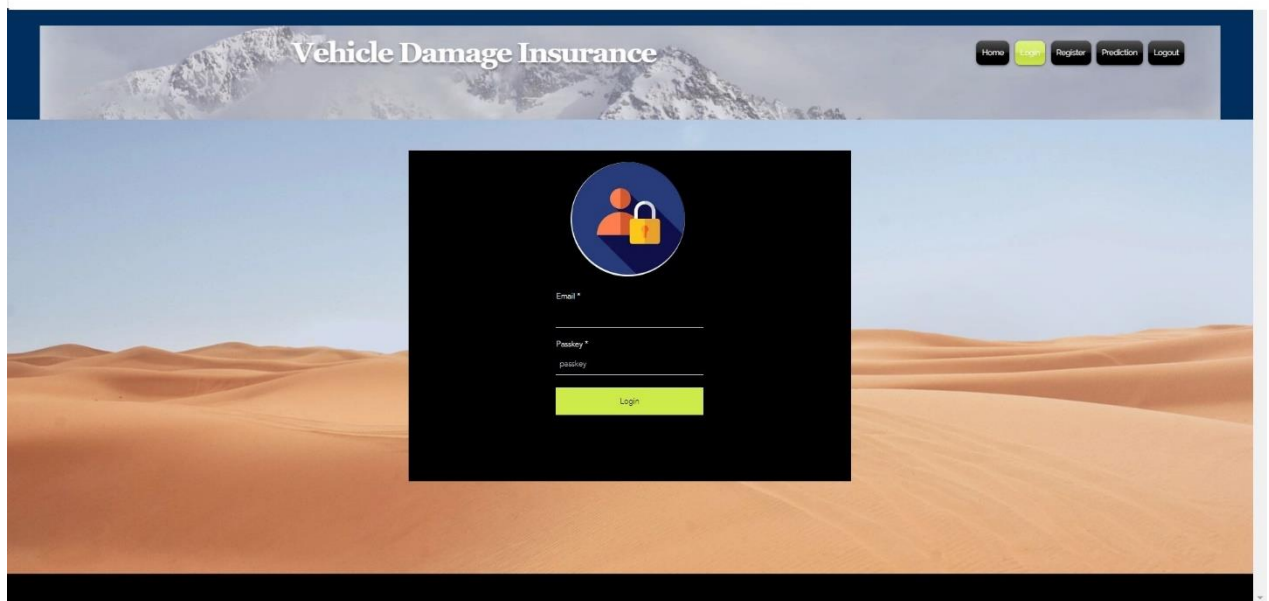 Vehicle Damage Insurance
Home Login Register Prediction Logout
Email *
Passkey *
passkey
Login